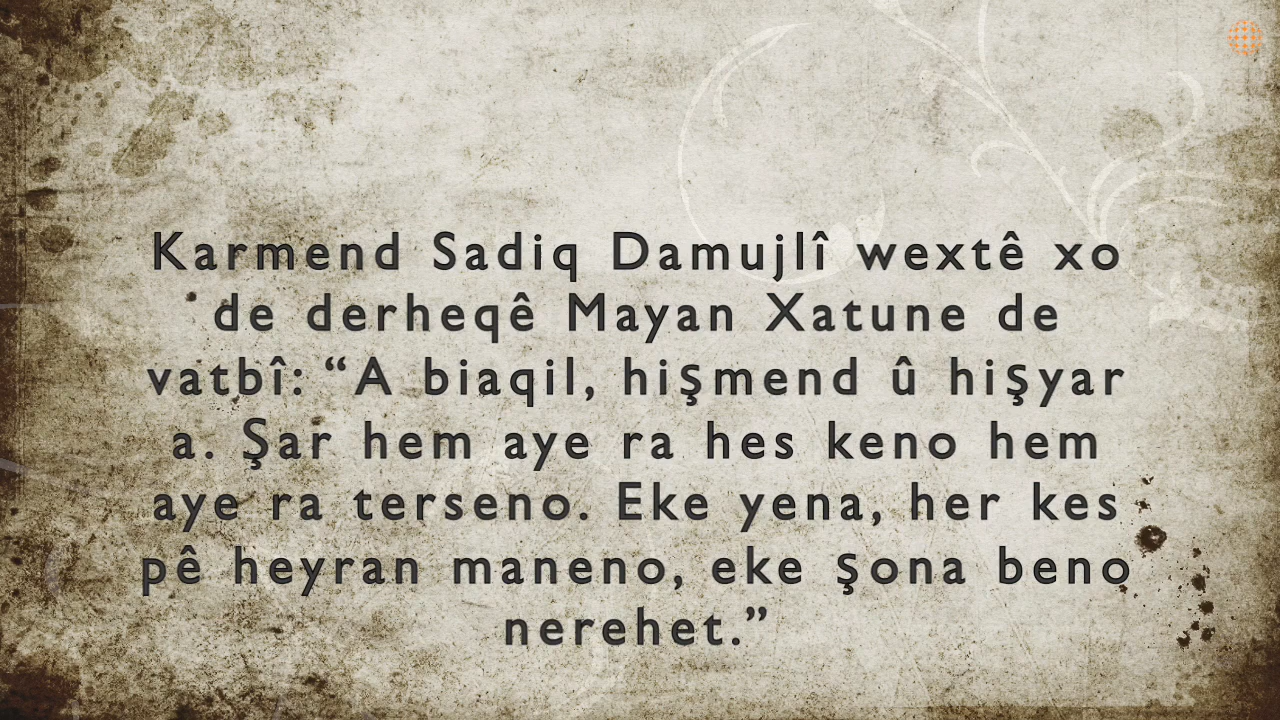 Karmend Sadiq Damujlî wextê xo
de derheqê Mayan Xatune de
vatbî: “A biaqil, hişmend û hişyar
a. Şar hem aye ra hes keno hem
aye ra terseno. Eke yena, her kes
pê heyran maneno, eke şona beno
nerehet.”